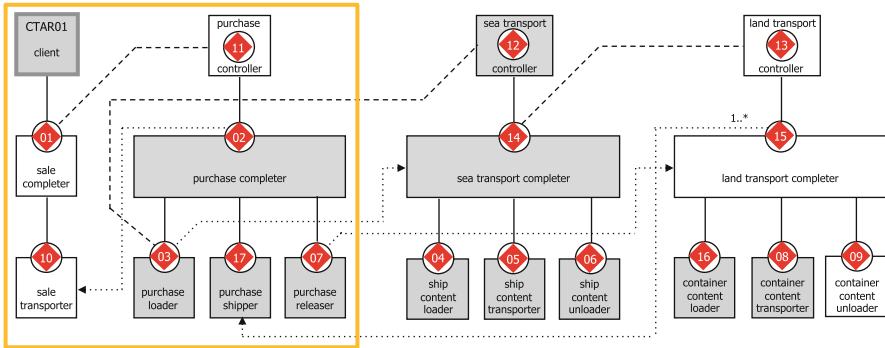 CTAR01
client
purchase
11
controller
sea transport
12
controller
land transport
13
controller
1..*
01
02
14
15
sale
completer
purchase completer
sea transport completer
land transport completer
10
03
17
07
04
05
06
16
08
09
sale
transporter
purchase
loader
purchase
shipper
purchase
releaser
ship
content
loader
ship
content
transporter
ship
content
unloader
container
content
loader
container
content
transporter
container
content
unloader